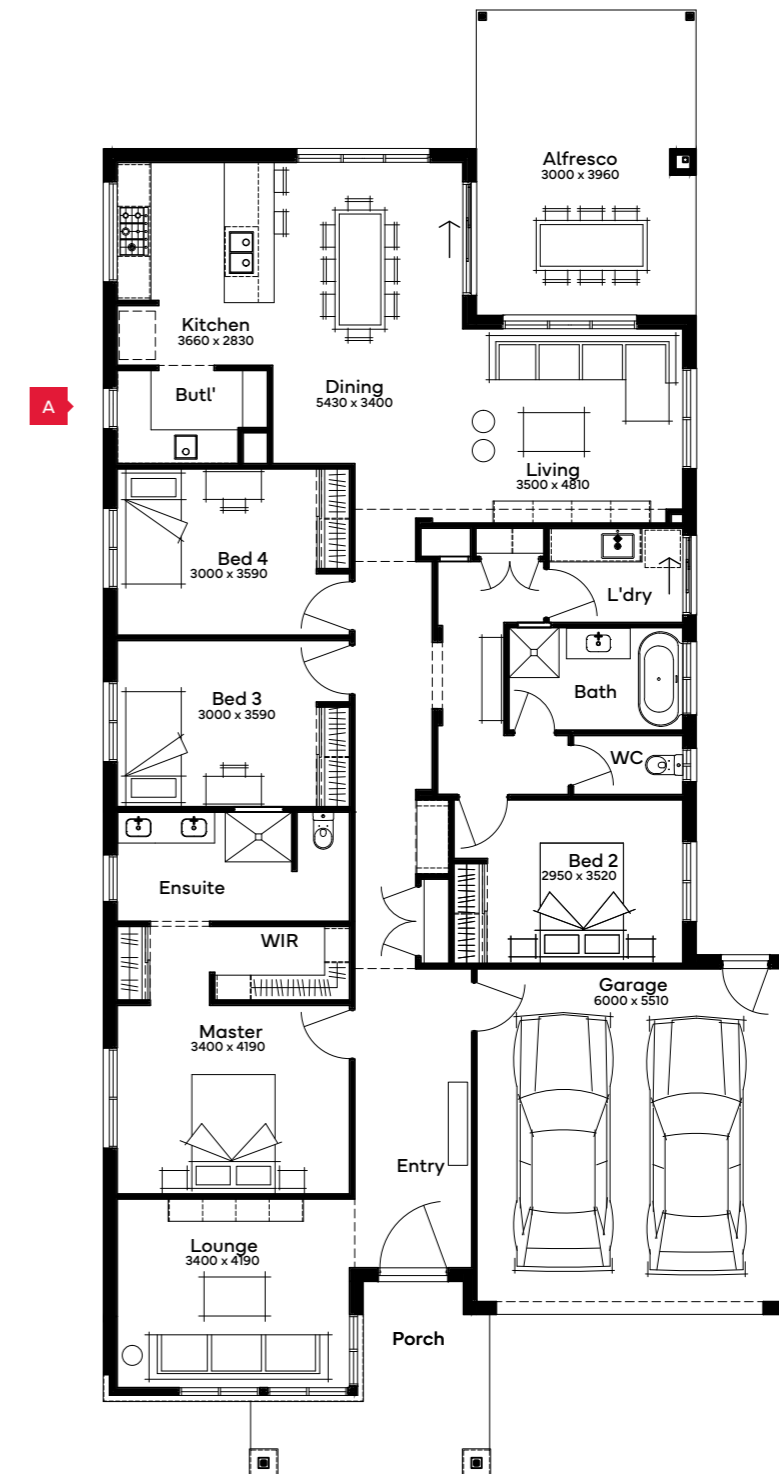 Alfresco
3000 x 3960
Kitchen
3660 x 2830
Butl'
A
Dining
5430 x 3400
Living
3500 x 4810
Bed 4
3000 x 3590
L'dry
Bed 3
3000 x 3590
Bath
WC
Bed 2
2950 x 3520
Ensuite
WIR
Garage
6000 x 5510
Master
3400 x 4190
Entry
Lounge
3400 x 4190
Porch